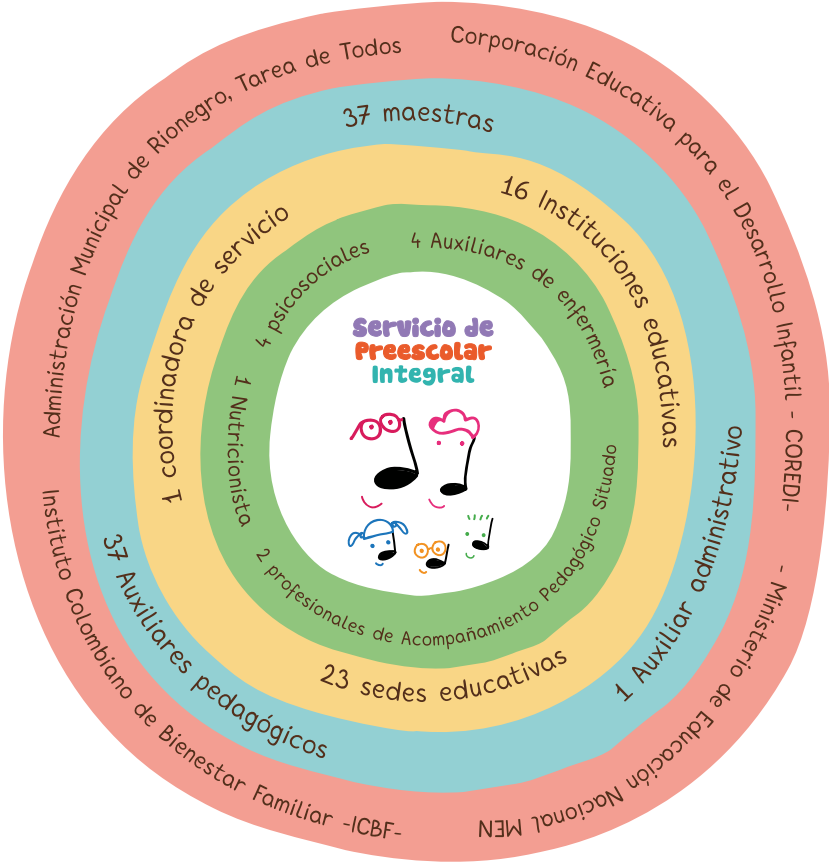 Administración Municipal de Rionegro, Tarea de Todos
Corporación Educativa para el Desarrollo Infantil - COREDI-
- Ministerio de Educación Nacional MEN
Instituto Colombiano de Bienestar Familiar -ICBF-
37 maestras
1 Auxiliar administrativo
37 Auxiliares pedagógicos
1 coordinadora de servicio
16 Instituciones educativas
23 sedes educativas
4 psicosociales
4 Auxiliares de enfermería
2 profesionales de Acompañamiento Pedagógico Situado
1 Nutricionista
Servicio de
Preescolar
Integral